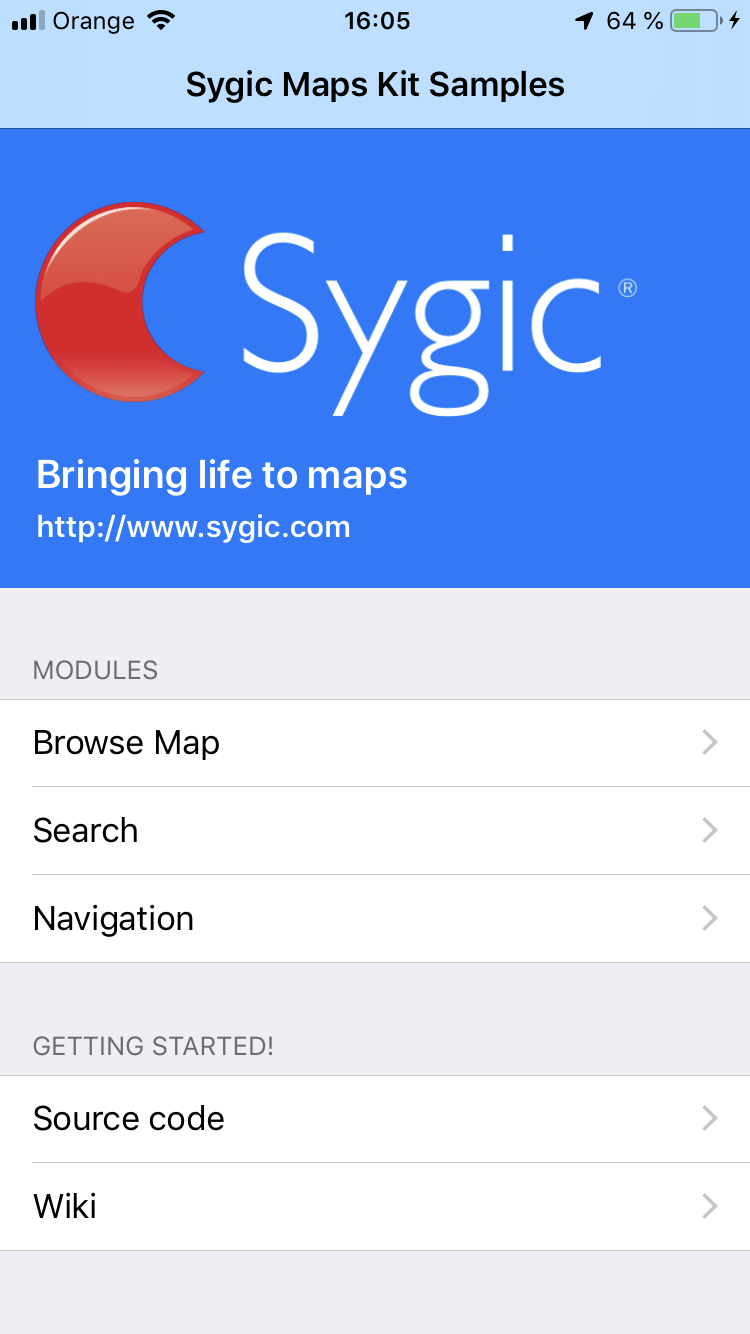 Orange 16:05 64 %
Sygic Maps Kit Samples
Sygic ®
Bringing life to maps
http://www.sygic.com
MODULES
Browse Map
Search
Navigation
GETTING STARTED!
Source code
Wiki